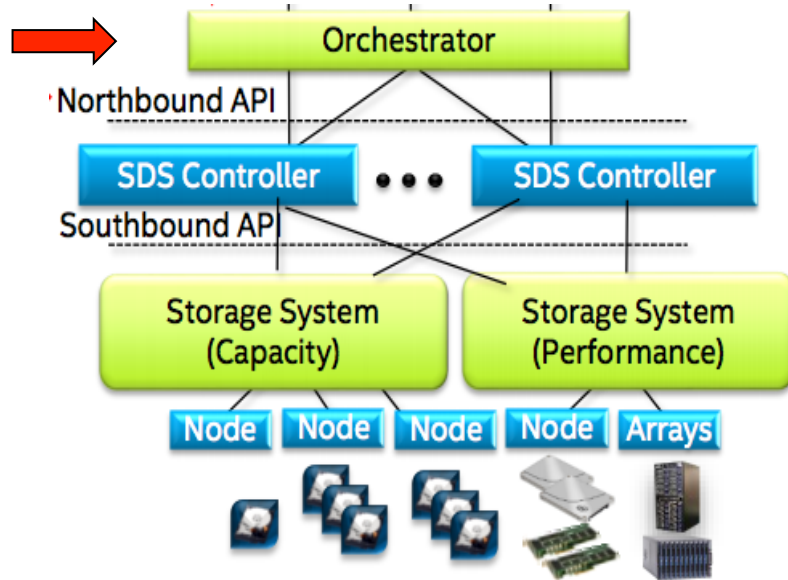 Orchestrator
Northbound API
SDS Controller
SDS Controller
Southbound API
Storage System
(Capacity)
Storage System
(Performance)
Node
Node
Node
Node
Arrays